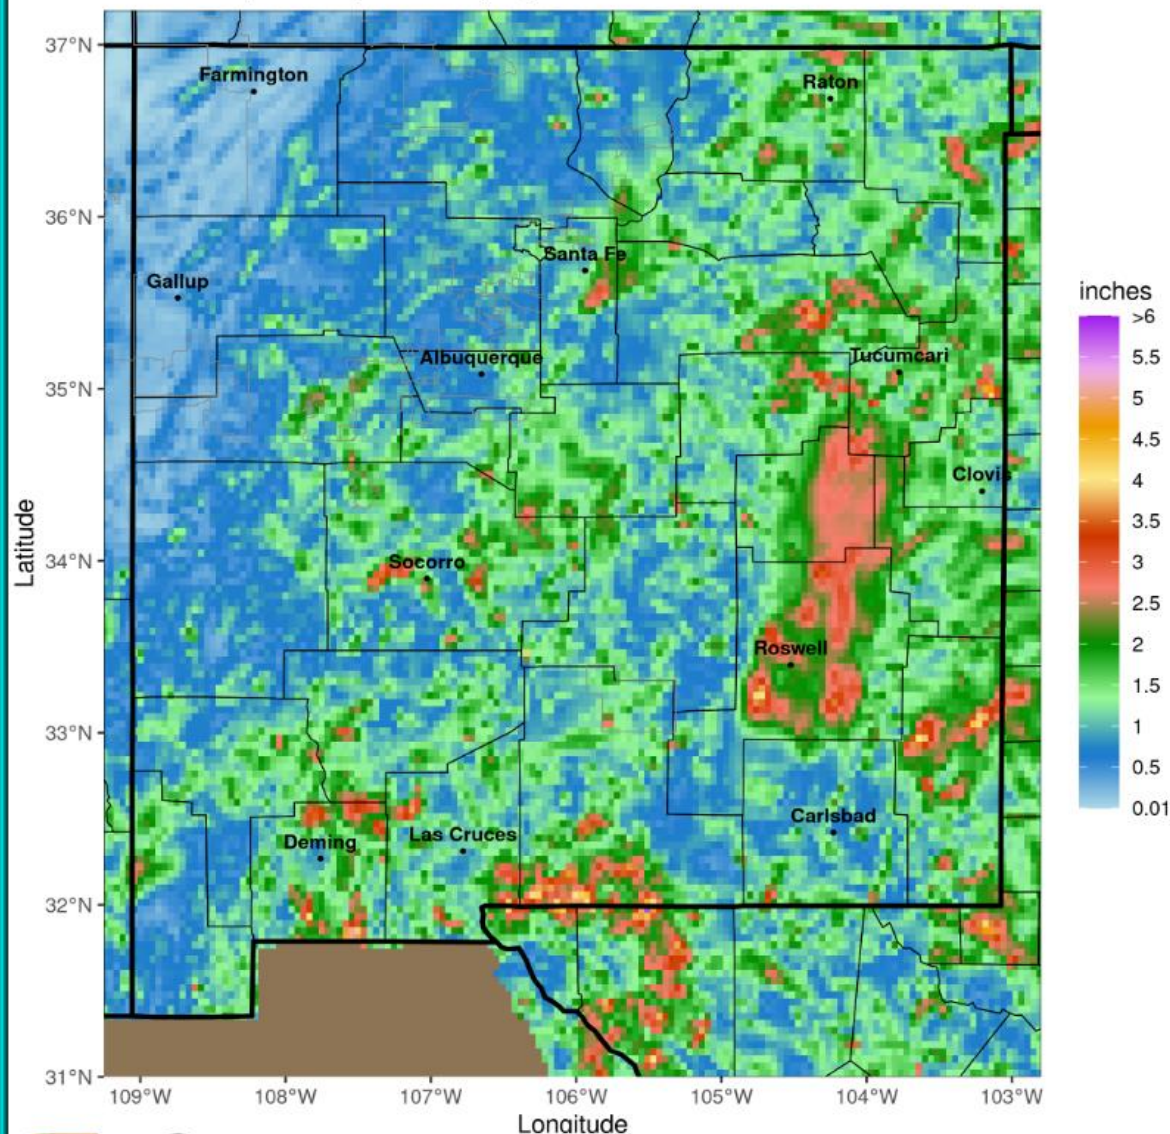 37°N
36°N
35°N
34°N
33°N
32°N
31°N
Latitude
Farmington
Raton
Santa Fe
Gallup
Albuquerque
Tucumcari
Clovis
Socorro
Roswell
Carlsbad
Las Cruces
Deming
109°W 108°W 107°W 106°W 105°W 104°W 103°W
Longitude
inches
>6
5.5
5
4.5
4
3.5
3
2.5
2
1.5
1
0.5
0.01